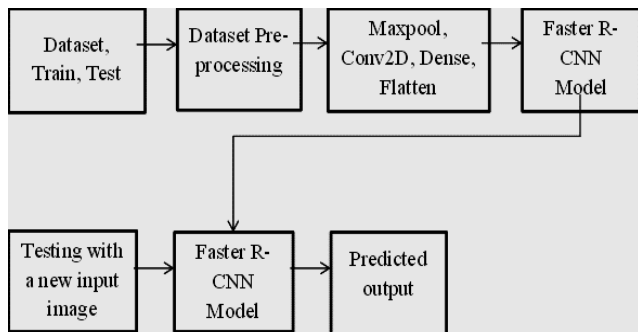 Dataset,
Train, Test
Dataset Pre-
processing
Maxpool,
Conv2D, Dense,
Flatten
Faster R-
CNN
Model
Testing with
a new input
image
Faster R-
CNN
Model
Predicted
output